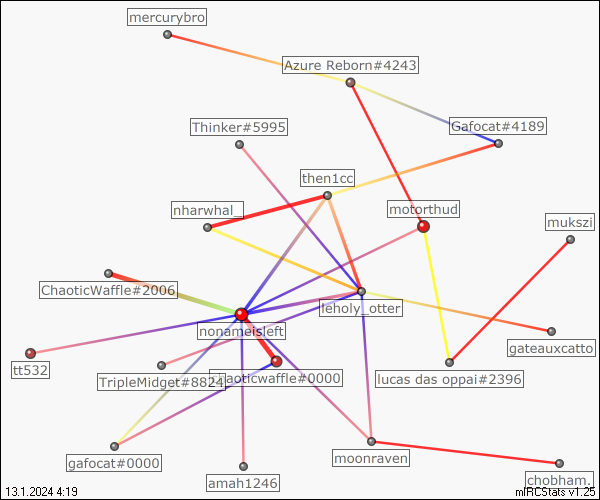 mercurybro
Azure Reborn#4243
Thinker#5995
Gafocat#4189
then1cc
nharwhal_
motorthud
mukszi
ChaoticWaffle#2006
leholy_otter
nonameisleft
gateauxcatto
tt532
TripleMidget#8824
chaoticwaffle#0000
lucas das oppai#2396
gafocat#0000
moonraven
amah1246
chobham.
13.1.2024 4:19
mIRCStats v1.25